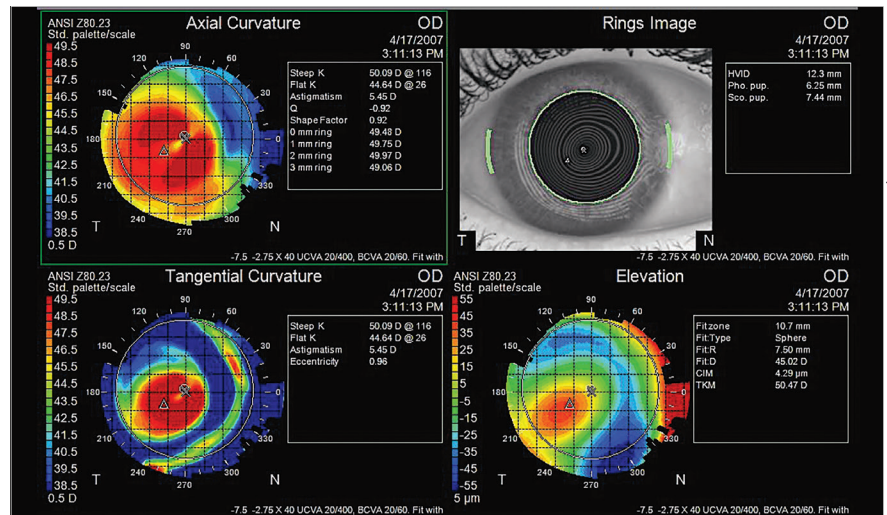 ANSI Z80.23
Std. palette/scale
Axial Curvature
OD
4/17/2007
3:11:13 PM
49.5
48.5
47.5
46.5
45.5
44.5
43.5
42.5
41.5
40.5
39.5
38.5
0.5 D
90
120
60
150
180
0
210
330
240
300
270
T
N
Steep K 50.09 D @ 116
Flat K 44.64 D @ 26
Astigmatism 5.45 D
Q -0.92
Shape Factor 0.92
0 mm ring 49.48 D
1 mm ring 49.75 D
2 mm ring 49.97 D
3 mm ring 49.06 D
-7.5 -2.75 X 40 UCVA 20/400, BCVA 20/60. Fit with
Rings Image
OD
4/17/2007
3:11:13 PM
HVID 12.3 mm
Pho. pup. 6.25 mm
Sco. pup. 7.44 mm
T
N
-7.5 -2.75 X 40 UCVA 20/400, BCVA 20/60. Fit with
ANSI Z80.23
Std. palette/scale
Tangential Curvature
OD
4/17/2007
3:11:13 PM
49.5
48.5
47.5
46.5
45.5
44.5
43.5
42.5
41.5
40.5
39.5
38.5
0.5 D
90
120
60
150
180
0
210
330
240
300
270
T
N
Steep K 50.09 D @ 116
Flat K 44.64 D @ 26
Astigmatism 5.45 D
Eccentricity 0.96
-7.5 -2.75 X 40 UCVA 20/400, BCVA 20/60. Fit with
ANSI Z80.23
Std. palette/scale
Elevation
OD
4/17/2007
3:11:13 PM
55
45
35
25
15
5
-5
-15
-25
-35
-45
-55
5 µm
90
120
60
150
180
0
210
330
240
300
270
T
N
Fit:zone 10.7 mm
Fit:Type Sphere
Fit:R 7.50 mm
Fit:D 45.02 D
CIM 4.29 µm
TKM 50.47 D
-7.5 -2.75 X 40 UCVA 20/400, BCVA 20/60. Fit with